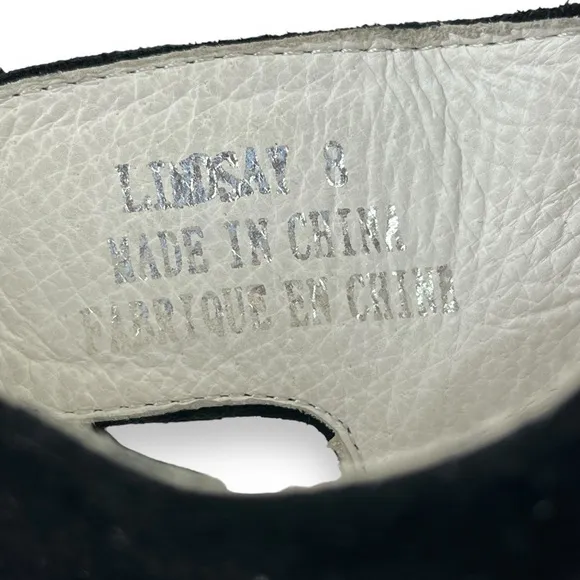 LINDSAY 8
MADE IN CHINA
FABRIQUE EN CHINE